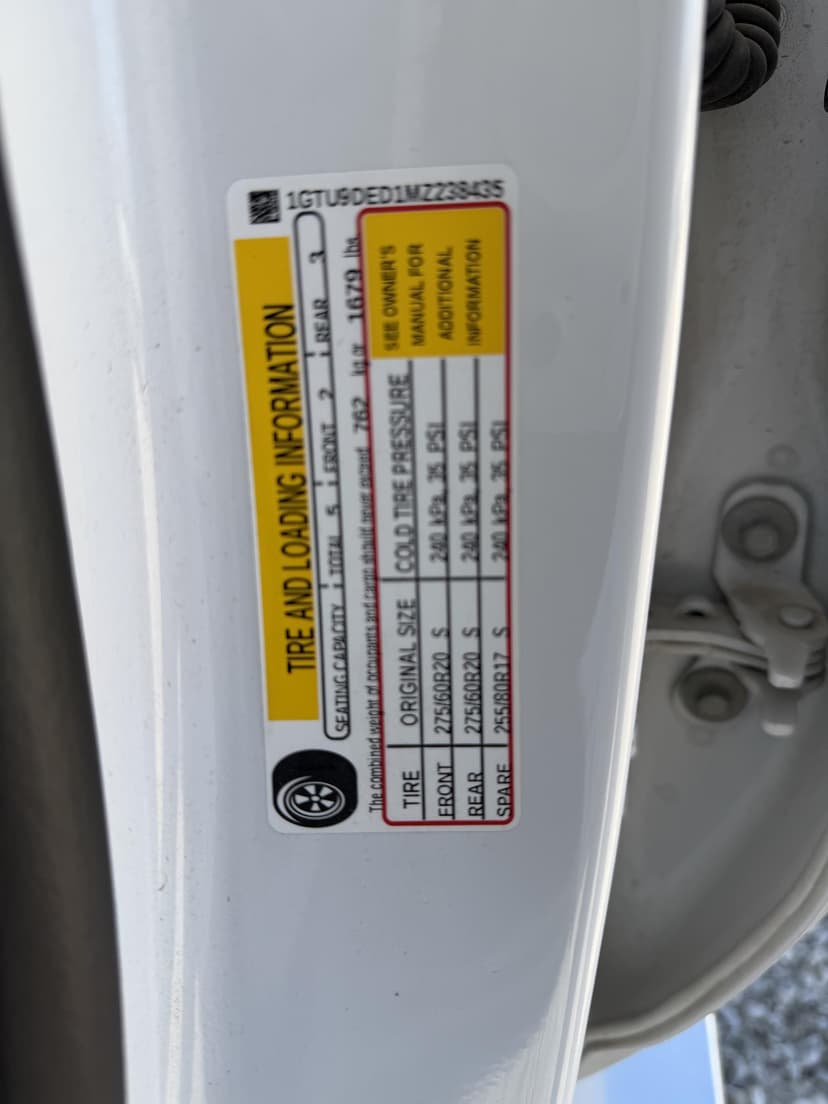 1GTU9DED1MZ238435
TIRE AND LOADING INFORMATION
SEATING CAPACITY TOTAL 5 FRONT 2 REAR 3
The combined weight of occupants and cargo should never exceed 762 kg or 1679 lbs.
TIRE ORIGINAL SIZE COLD TIRE PRESSURE
FRONT 275/60R20 S 240 kPa, 35 PSI
REAR 275/60R20 S 240 kPa, 35 PSI
SPARE 255/80R17 S 240 kPa, 35 PSI
SEE OWNER'S
MANUAL FOR
ADDITIONAL
INFORMATION